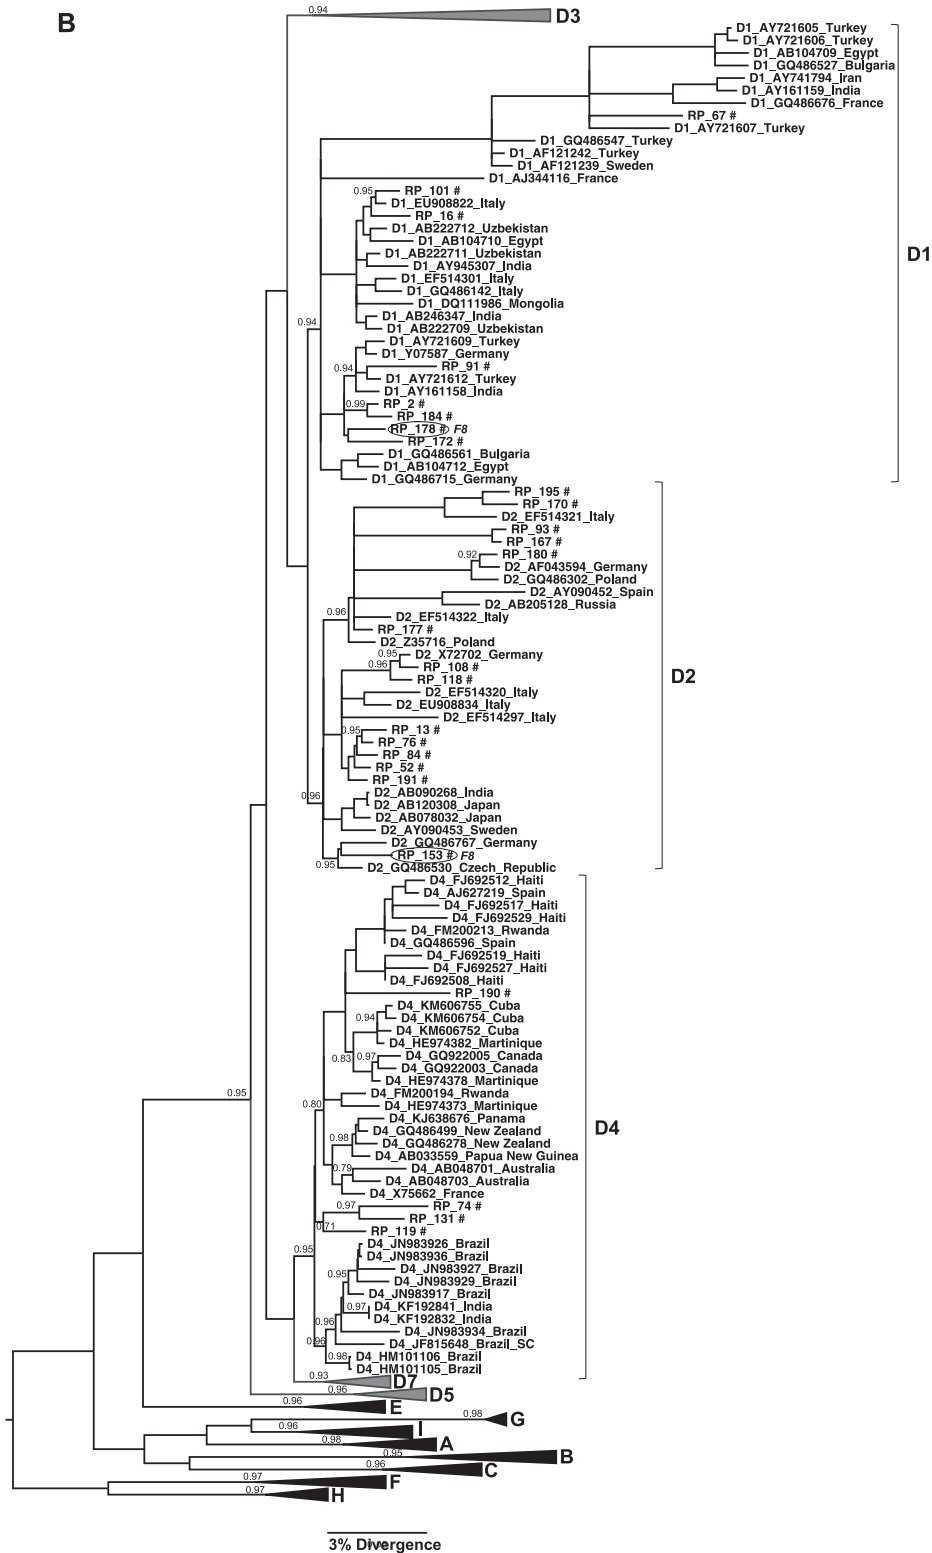 B
0.94
D3
D1_AY721605_Turkey
D1_AY721606_Turkey
D1_AB104709_Egypt
D1_GQ486527_Bulgaria
D1_AY741794_Iran
D1_AY161159_India
D1_GQ486676_France
RP_67 #
D1_AY721607_Turkey
D1_GQ486547_Turkey
D1_AF121242_Turkey
D1_AF121239_Sweden
D1_AJ344116_France
0.95
RP_101 #
D1_EU908822_Italy
RP_16 #
D1_AB222712_Uzbekistan
D1_AB104710_Egypt
D1_AB222711_Uzbekistan
D1
D1_AY945307_India
D1_EF514301_Italy
D1_GQ486142_Italy
D1_DQ111986_Mongolia
D1_AB246347_India
0.94
D1_AB222709_Uzbekistan
D1_AY721609_Turkey
D1_Y07587_Germany
0.94
RP_91 #
D1_AY721612_Turkey
D1_AY161158_India
0.99
RP_2 #
RP_184 #
RP_178 # F8
RP_172 #
D1_GQ486561_Bulgaria
D1_AB104712_Egypt
D1_GQ486715_Germany
RP_195 #
RP_170 #
D2_EF514321_Italy
RP_93 #
RP_167 #
0.92
RP_180 #
D2_AF043594_Germany
D2_GQ486302_Poland
D2_AY090452_Spain
D2_AB205128_Russia
0.96
D2_EF514322_Italy
RP_177 #
D2_Z35716_Poland
0.95
D2_X72702_Germany
0.96
RP_108 #
D2
RP_118 #
D2_EF514320_Italy
D2_EU908834_Italy
D2_EF514297_Italy
0.95
RP_13 #
RP_76 #
RP_84 #
RP_52 #
RP_191 #
0.96
D2_AB090268_India
D2_AB120308_Japan
D2_AB078032_Japan
D2_AY090453_Sweden
D2_GQ486767_Germany
RP_153 # F8
0.95
D2_GQ486530_Czech_Republic
D4_FJ692512_Haiti
D4_AJ627219_Spain
D4_FJ692517_Haiti
D4_FJ692529_Haiti
D4_FM200213_Rwanda
D4_GQ486596_Spain
D4_FJ692519_Haiti
D4_FJ692527_Haiti
D4_FJ692508_Haiti
RP_190 #
D4_KM606755_Cuba
0.94
D4_KM606754_Cuba
D4_KM606752_Cuba
D4_HE974382_Martinique
0.83
0.97
D4_GQ922005_Canada
D4_GQ922003_Canada
D4_HE974378_Martinique
0.95
D4_FM200194_Rwanda
0.80
D4_HE974373_Martinique
D4_KJ638676_Panama
D4
D4_GQ486499_New Zealand
0.98
D4_GQ486278_New Zealand
D4_AB033559_Papua New Guinea
0.79
D4_AB048701_Australia
D4_AB048703_Australia
D4_X75662_France
0.97
RP_74 #
RP_131 #
0.71
RP_119 #
D4_JN983926_Brazil
0.95
D4_JN983936_Brazil
D4_JN983927_Brazil
0.95
D4_JN983929_Brazil
D4_JN983917_Brazil
0.97
D4_KF192841_India
D4_KF192832_India
0.96
D4_JN983934_Brazil
0.96
D4_JF815648_Brazil_SC
0.98
D4_HM101106_Brazil
D4_HM101105_Brazil
0.93
D7
0.96
D5
0.96
E
0.98
G
0.96
I
0.98
A
0.95
B
0.96
C
0.97
F
0.97
H
3% Divergence